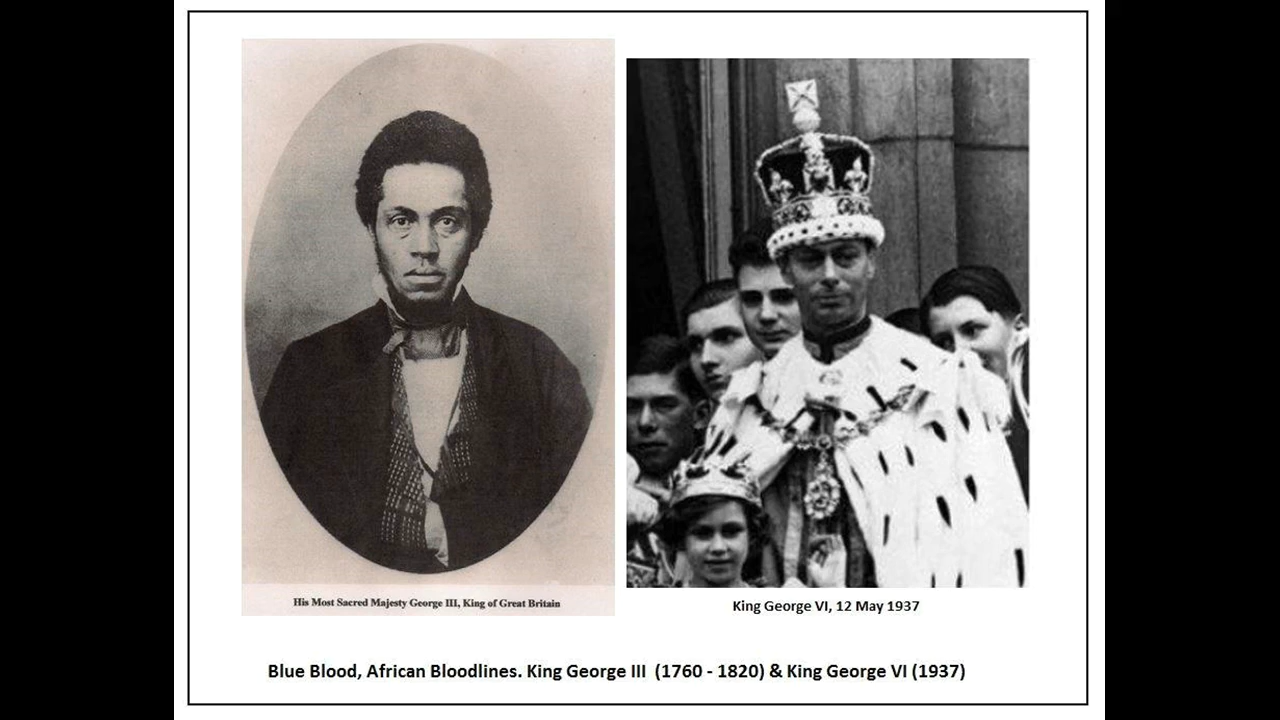 His Most Sacred Majesty George III, King of Great Britain
King George VI, 12 May 1937
Blue Blood, African Bloodlines. King George III (1760 - 1820) & King George VI (1937)